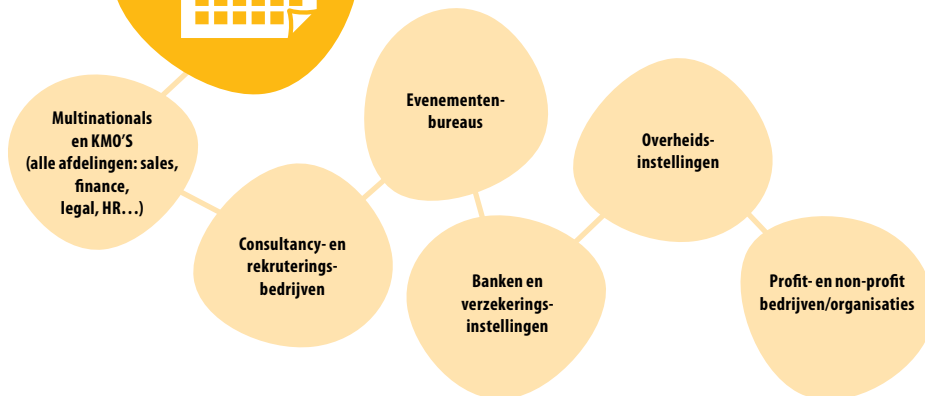 Multinationals
en KMO'S
(alle afdelingen: sales,
finance,
legal, HR…)
Consultancy- en
rekruterings-
bedrijven
Evenementen-
bureaus
Banken en
verzekerings-
instellingen
Overheids-
instellingen
Profit- en non-profit
bedrijven/organisaties